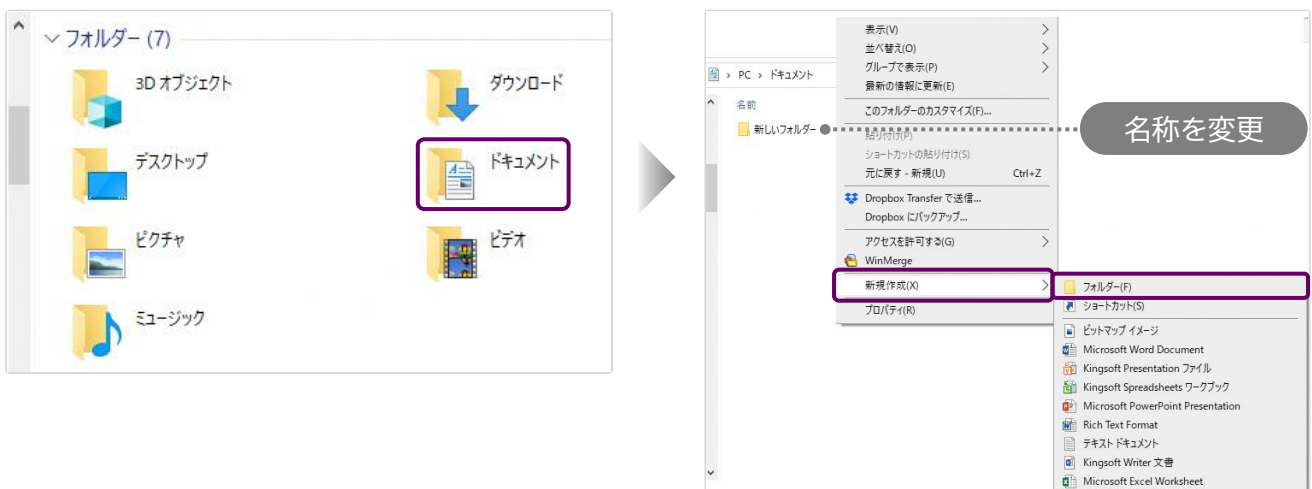 フォルダー (7)
3D オブジェクト
ダウンロード
デスクトップ
ドキュメント
ピクチャ
ビデオ
ミュージック
表示(V)
並べ替え(O)
グループで表示(P)
最新の情報に更新(E)
このフォルダーのカスタマイズ(F)...
貼り付け(P)
ショートカットの貼り付け(S)
元に戻す - 新規(U) Ctrl+Z
Dropbox Transfer で送信...
Dropbox にバックアップ...
アクセスを許可する(G)
WinMerge
新規作成(X)
プロパティ(R)
PC › ドキュメント
名前
新しいフォルダー
名称を変更
フォルダー(F)
ショートカット(S)
ビットマップ イメージ
Microsoft Word Document
Kingsoft Presentation ファイル
Kingsoft Spreadsheets ワークブック
Microsoft PowerPoint Presentation
Rich Text Format
テキスト ドキュメント
Kingsoft Writer 文書
Microsoft Excel Worksheet